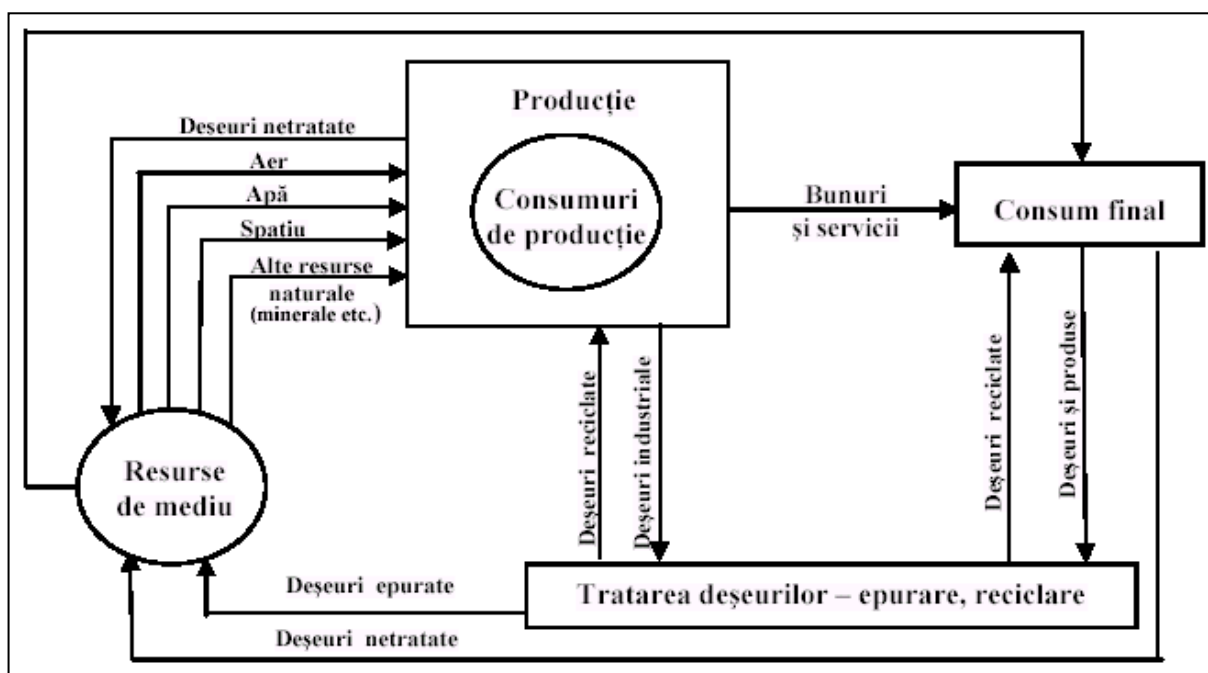 Producție
Deșeuri netratate
Aer
Apă
Spatiu
Alte resurse
naturale
(minerale etc.)
Consumuri
de producție
Bunuri
și servicii
Consum final
Deșeuri reciclate
Deșeuri industriale
Deșeuri reciclate
Deșeuri și produse
Resurse
de mediu
Deșeuri epurate
Tratarea deșeurilor – epurare, reciclare
Deșeuri netratate